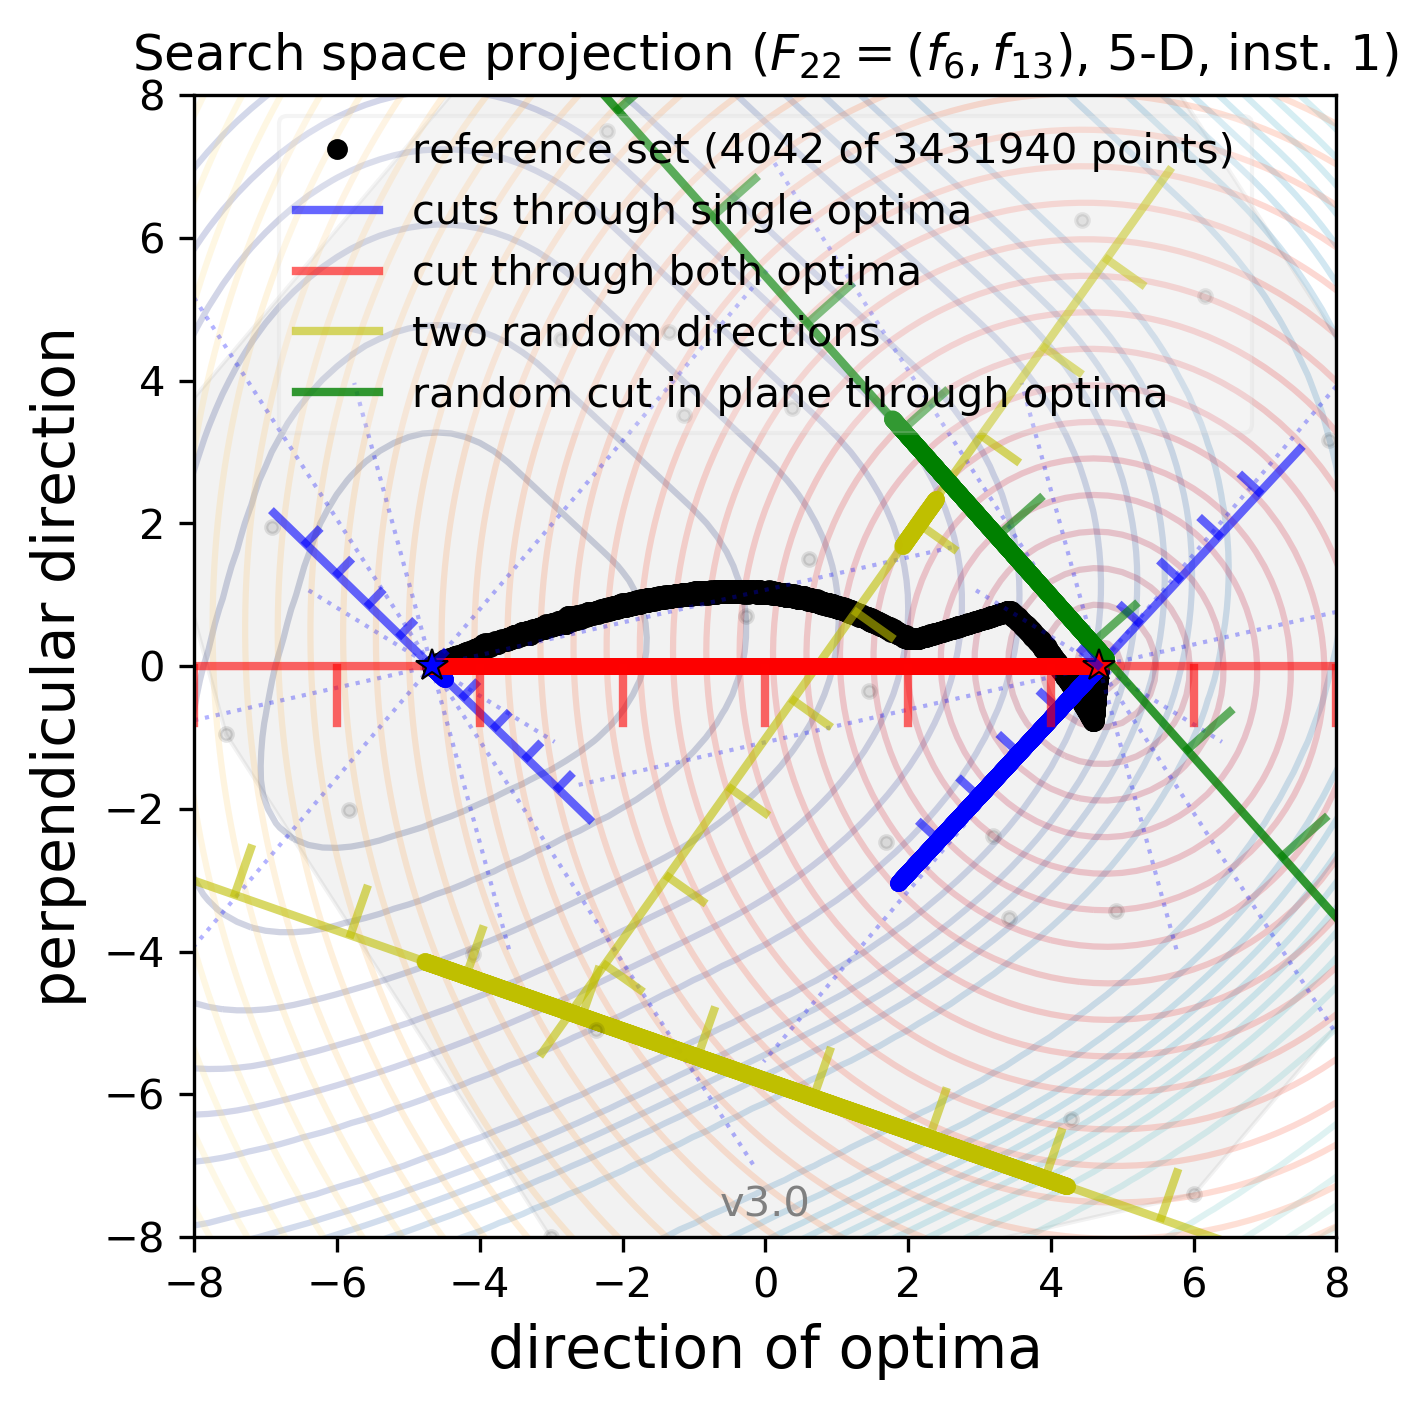 Search space projection (F₂₂ = (f₆, f₁₃), 5-D, inst. 1)
perpendicular direction
8
6
4
2
0
−2
−4
−6
−8
reference set (4042 of 3431940 points)
cuts through single optima
cut through both optima
two random directions
random cut in plane through optima
v3.0
−8 −6 −4 −2 0 2 4 6 8
direction of optima